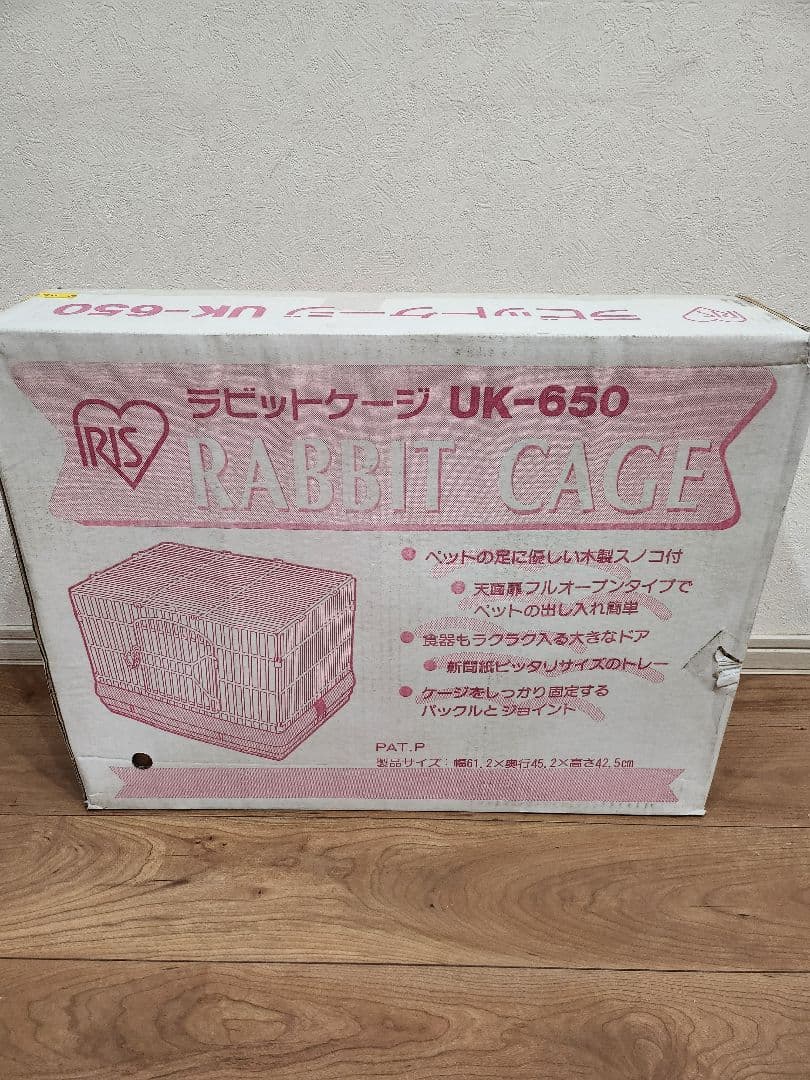 ラビットケージ UK-650
IRIS
IRIS
ラビットケージ UK-650
RABBIT CAGE
ペットの足に優しい木製スノコ付
天面扉フルオープンタイプで
ペットの出し入れ簡単
食器もラクラク入る大きなドア
新聞紙ピッタリサイズのトレー
ケージをしっかり固定する
バックルとジョイント
PAT.P
製品サイズ:幅61.2×奥行45.2×高さ42.5cm